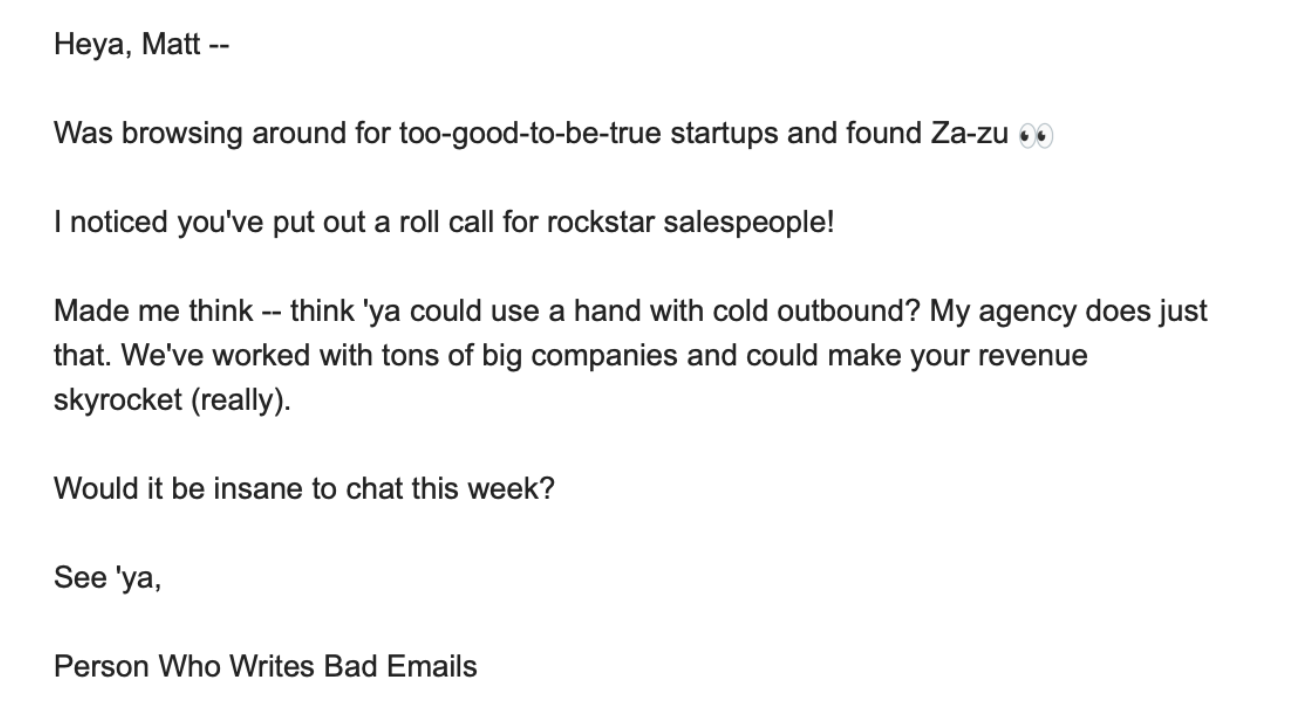 Heya, Matt --
Was browsing around for too-good-to-be-true startups and found Za-zu 👀
I noticed you've put out a roll call for rockstar salespeople!
Made me think -- think 'ya could use a hand with cold outbound? My agency does just
that. We've worked with tons of big companies and could make your revenue
skyrocket (really).
Would it be insane to chat this week?
See 'ya,
Person Who Writes Bad Emails